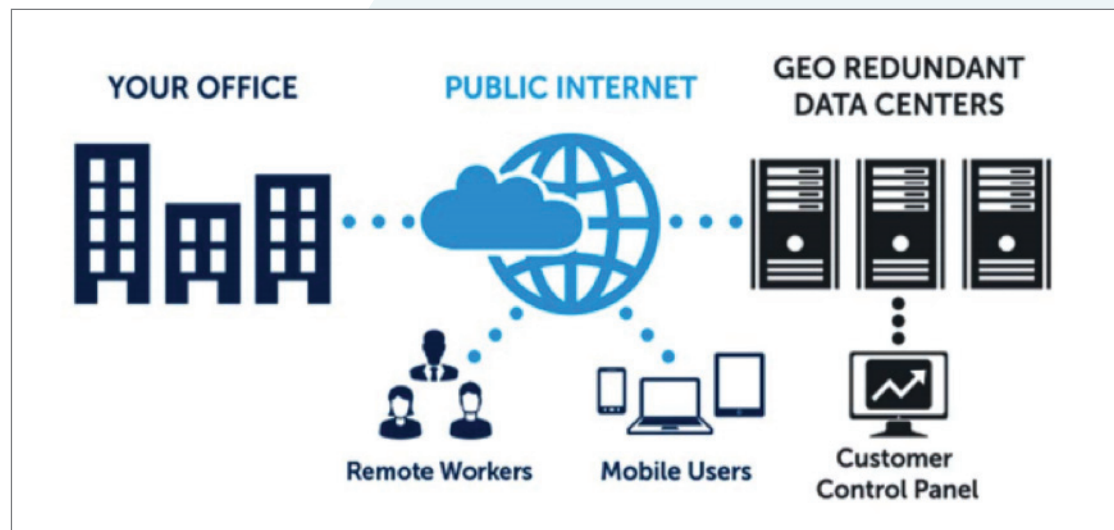 YOUR OFFICE
PUBLIC INTERNET
GEO REDUNDANT
DATA CENTERS
Remote Workers
Mobile Users
Customer
Control Panel